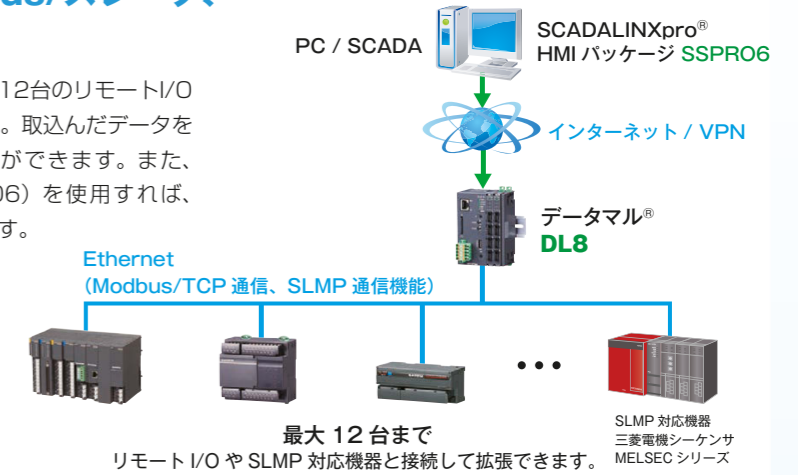 12台のリモートI/O
。取込んだデータを
ができます。また、
06）を使用すれば、
す。
PC / SCADA
SCADALINXpro®
HMI パッケージ SSPRO6
インターネット / VPN
データマル®
DL8
Ethernet
（Modbus/TCP 通信、SLMP 通信機能）
最大 12 台まで
リモート I/O や SLMP 対応機器と接続して拡張できます。
SLMP 対応機器
三菱電機シーケンサ
MELSEC シリーズ